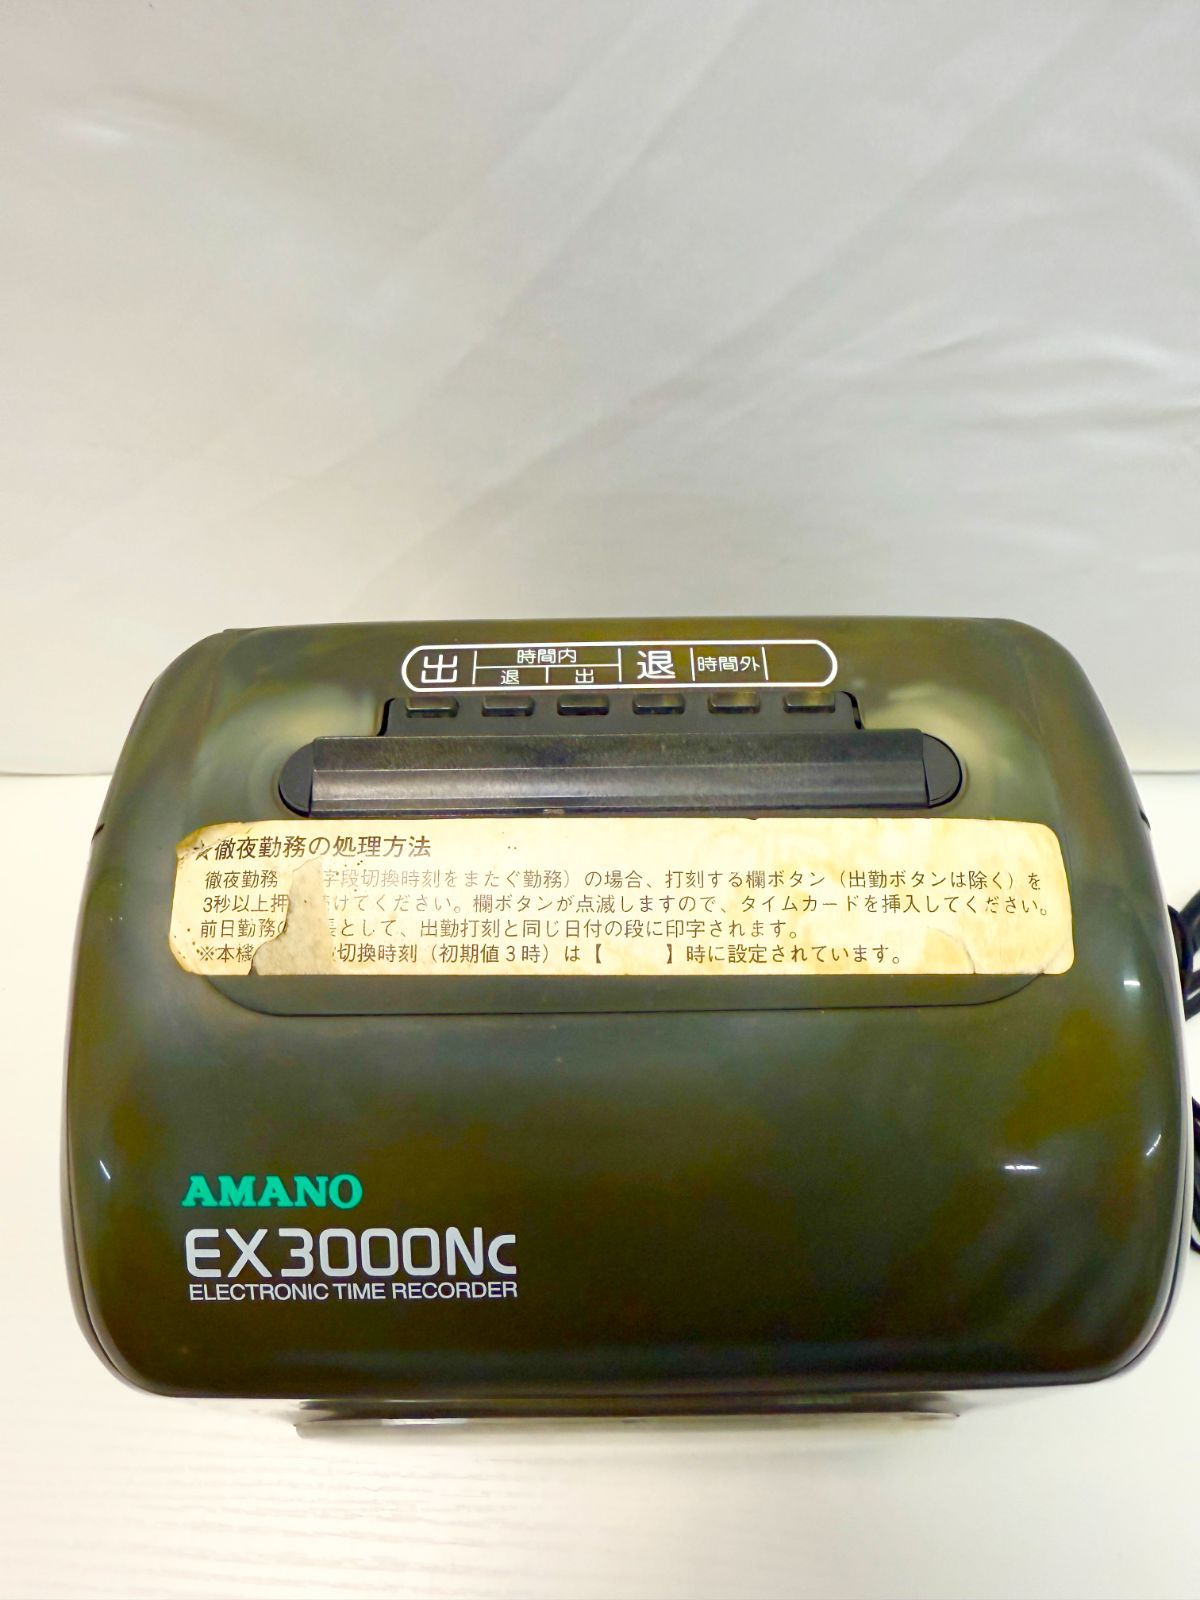 出 時間内 退 時間外
退 出
☆徹夜勤務の処理方法
徹夜勤務 字段切換時刻をまたぐ勤務）の場合、打刻する欄ボタン（出勤ボタンは除く）を
3秒以上押 けてください。欄ボタンが点滅しますので、タイムカードを挿入してください。
前日勤務の 長として、出勤打刻と同じ日付の段に印字されます。
※本機 切換時刻（初期値3時）は【 】時に設定されています。
AMANO
EX3000Nc
ELECTRONIC TIME RECORDER